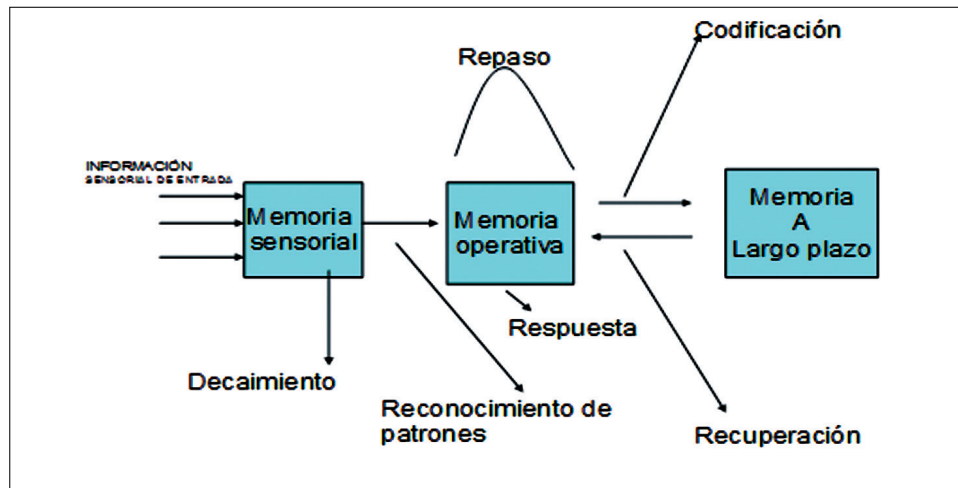 Codificación
Repaso
INFORMACIÓN
SENSORIAL DE ENTRADA
Memoria
sensorial
Memoria
operativa
Memoria
A
Largo plazo
Respuesta
Decaimiento
Reconocimiento de
patrones
Recuperación